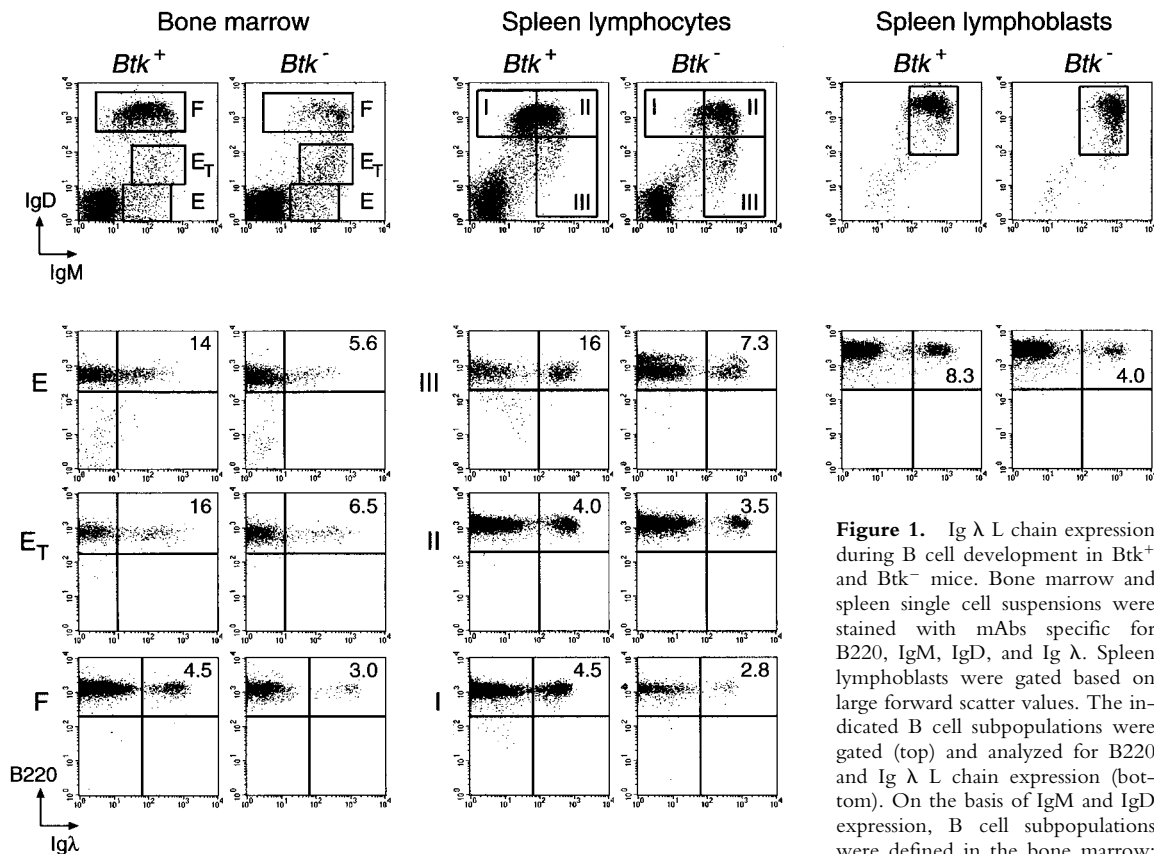 Bone marrow Spleen lymphocytes Spleen lymphoblasts
Btk+ Btk- Btk+ Btk- Btk+ Btk-
F F I II I II
ET ET
E E III III
IgD
IgM
10⁰ 10¹ 10² 10³ 10⁴
E 14 5.6 III 16 7.3 8.3 4.0
ET 16 6.5 II 4.0 3.5
F 4.5 3.0 I 4.5 2.8
B220
Igλ
Figure 1. Ig λ L chain expression
during B cell development in Btk+
and Btk− mice. Bone marrow and
spleen single cell suspensions were
stained with mAbs specific for
B220, IgM, IgD, and Ig λ. Spleen
lymphoblasts were gated based on
large forward scatter values. The in-
dicated B cell subpopulations were
gated (top) and analyzed for B220
and Ig λ L chain expression (bot-
tom). On the basis of IgM and IgD
expression, B cell subpopulations
were defined in the bone marrow: